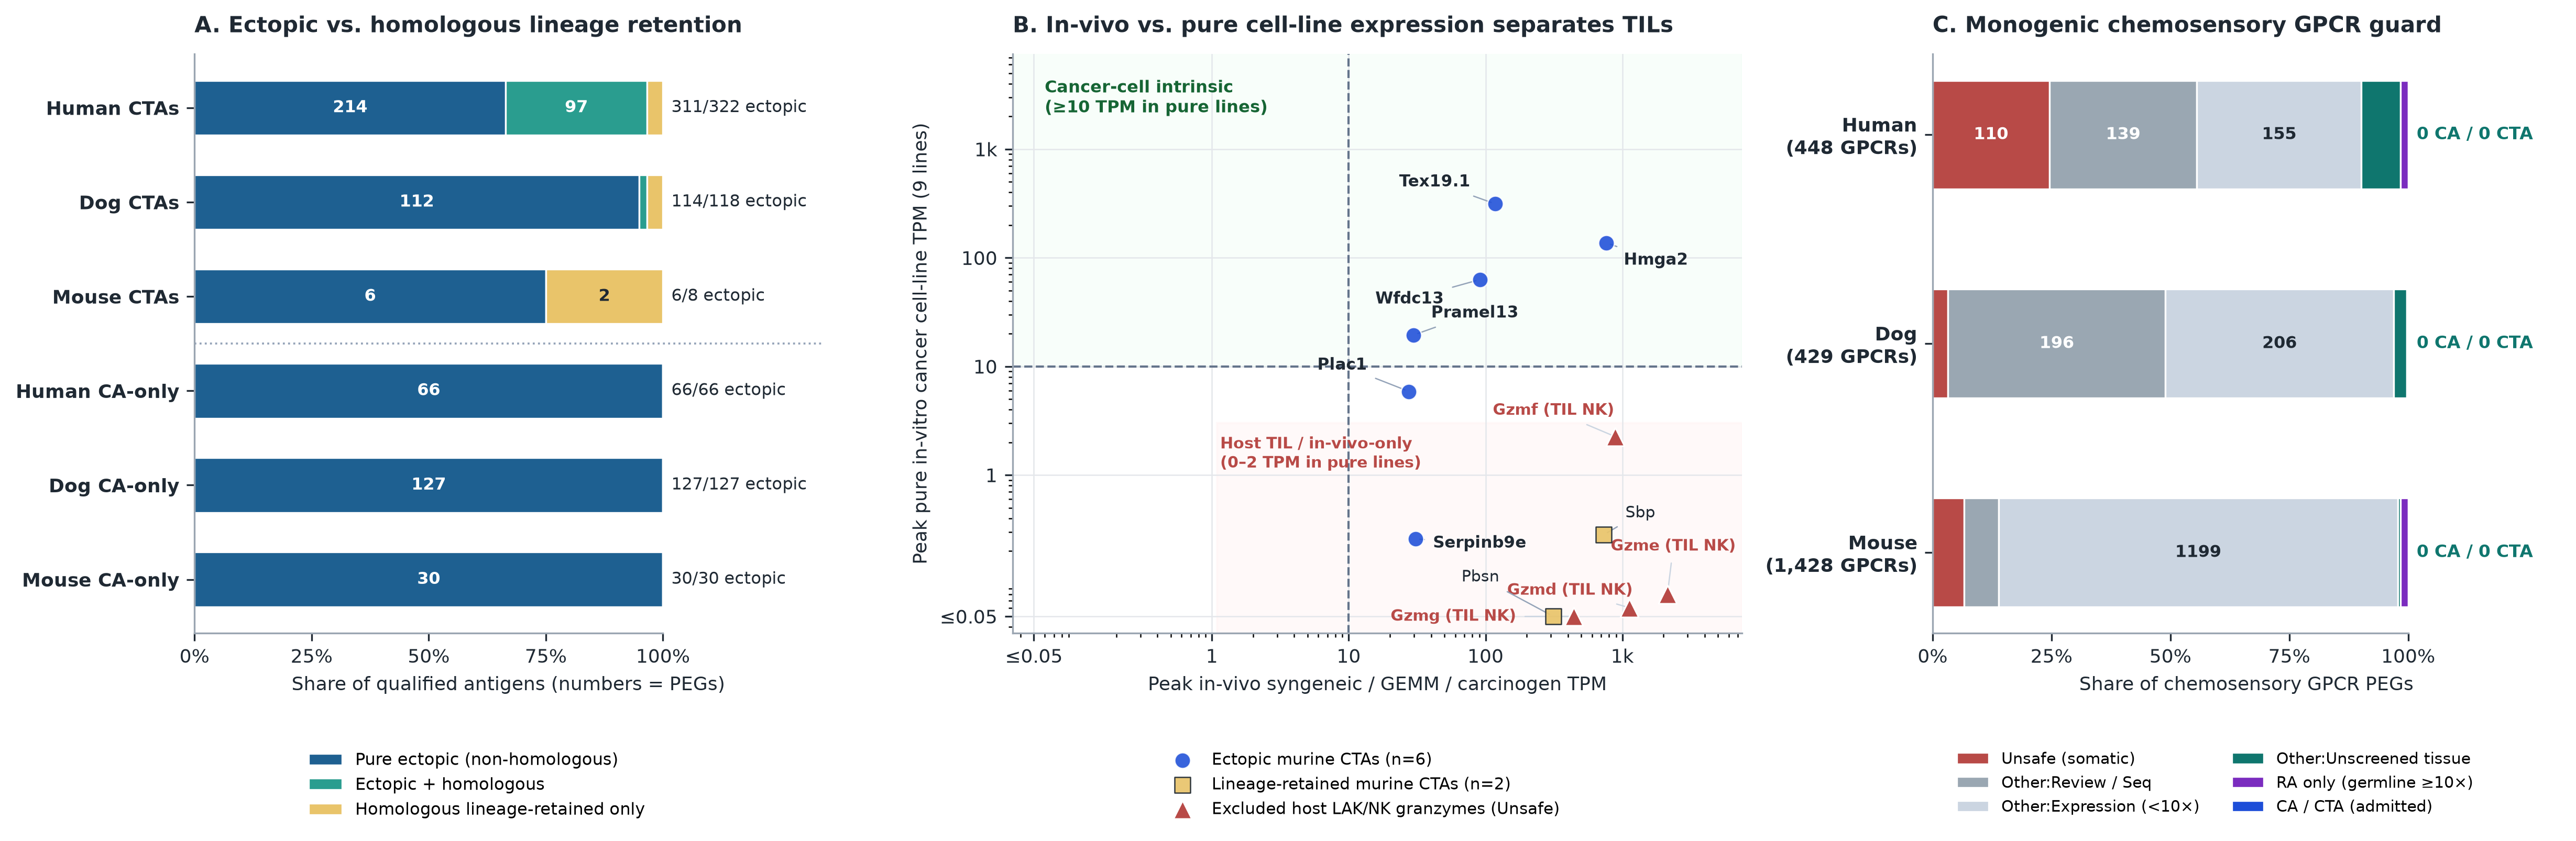 A. Ectopic vs. homologous lineage retention
Human CTAs
214
97
311/322 ectopic
Dog CTAs
112
114/118 ectopic
Mouse CTAs
6
2
6/8 ectopic
Human CA-only
66
66/66 ectopic
Dog CA-only
127
127/127 ectopic
Mouse CA-only
30
30/30 ectopic
0%
25%
50%
75%
100%
Share of qualified antigens (numbers = PEGs)
Pure ectopic (non-homologous)
Ectopic + homologous
Homologous lineage-retained only
B. In-vivo vs. pure cell-line expression separates TILs
Peak pure in-vitro cancer cell-line TPM (9 lines)
1k
100
10
1
≤0.05
Cancer-cell intrinsic
(≥10 TPM in pure lines)
Tex19.1
Hmga2
Wfdc13
Pramel13
Plac1
Gzmf (TIL NK)
Host TIL / in-vivo-only
(0–2 TPM in pure lines)
Sbp
Serpinb9e
Gzme (TIL NK)
Pbsn
Gzmd (TIL NK)
Gzmg (TIL NK)
≤0.05
1
10
100
1k
Peak in-vivo syngeneic / GEMM / carcinogen TPM
Ectopic murine CTAs (n=6)
Lineage-retained murine CTAs (n=2)
Excluded host LAK/NK granzymes (Unsafe)
C. Monogenic chemosensory GPCR guard
Human
(448 GPCRs)
110
139
155
0 CA / 0 CTA
Dog
(429 GPCRs)
196
206
0 CA / 0 CTA
Mouse
(1,428 GPCRs)
1199
0 CA / 0 CTA
0%
25%
50%
75%
100%
Share of chemosensory GPCR PEGs
Unsafe (somatic)
Other:Review / Seq
Other:Expression (<10×)
Other:Unscreened tissue
RA only (germline ≥10×)
CA / CTA (admitted)